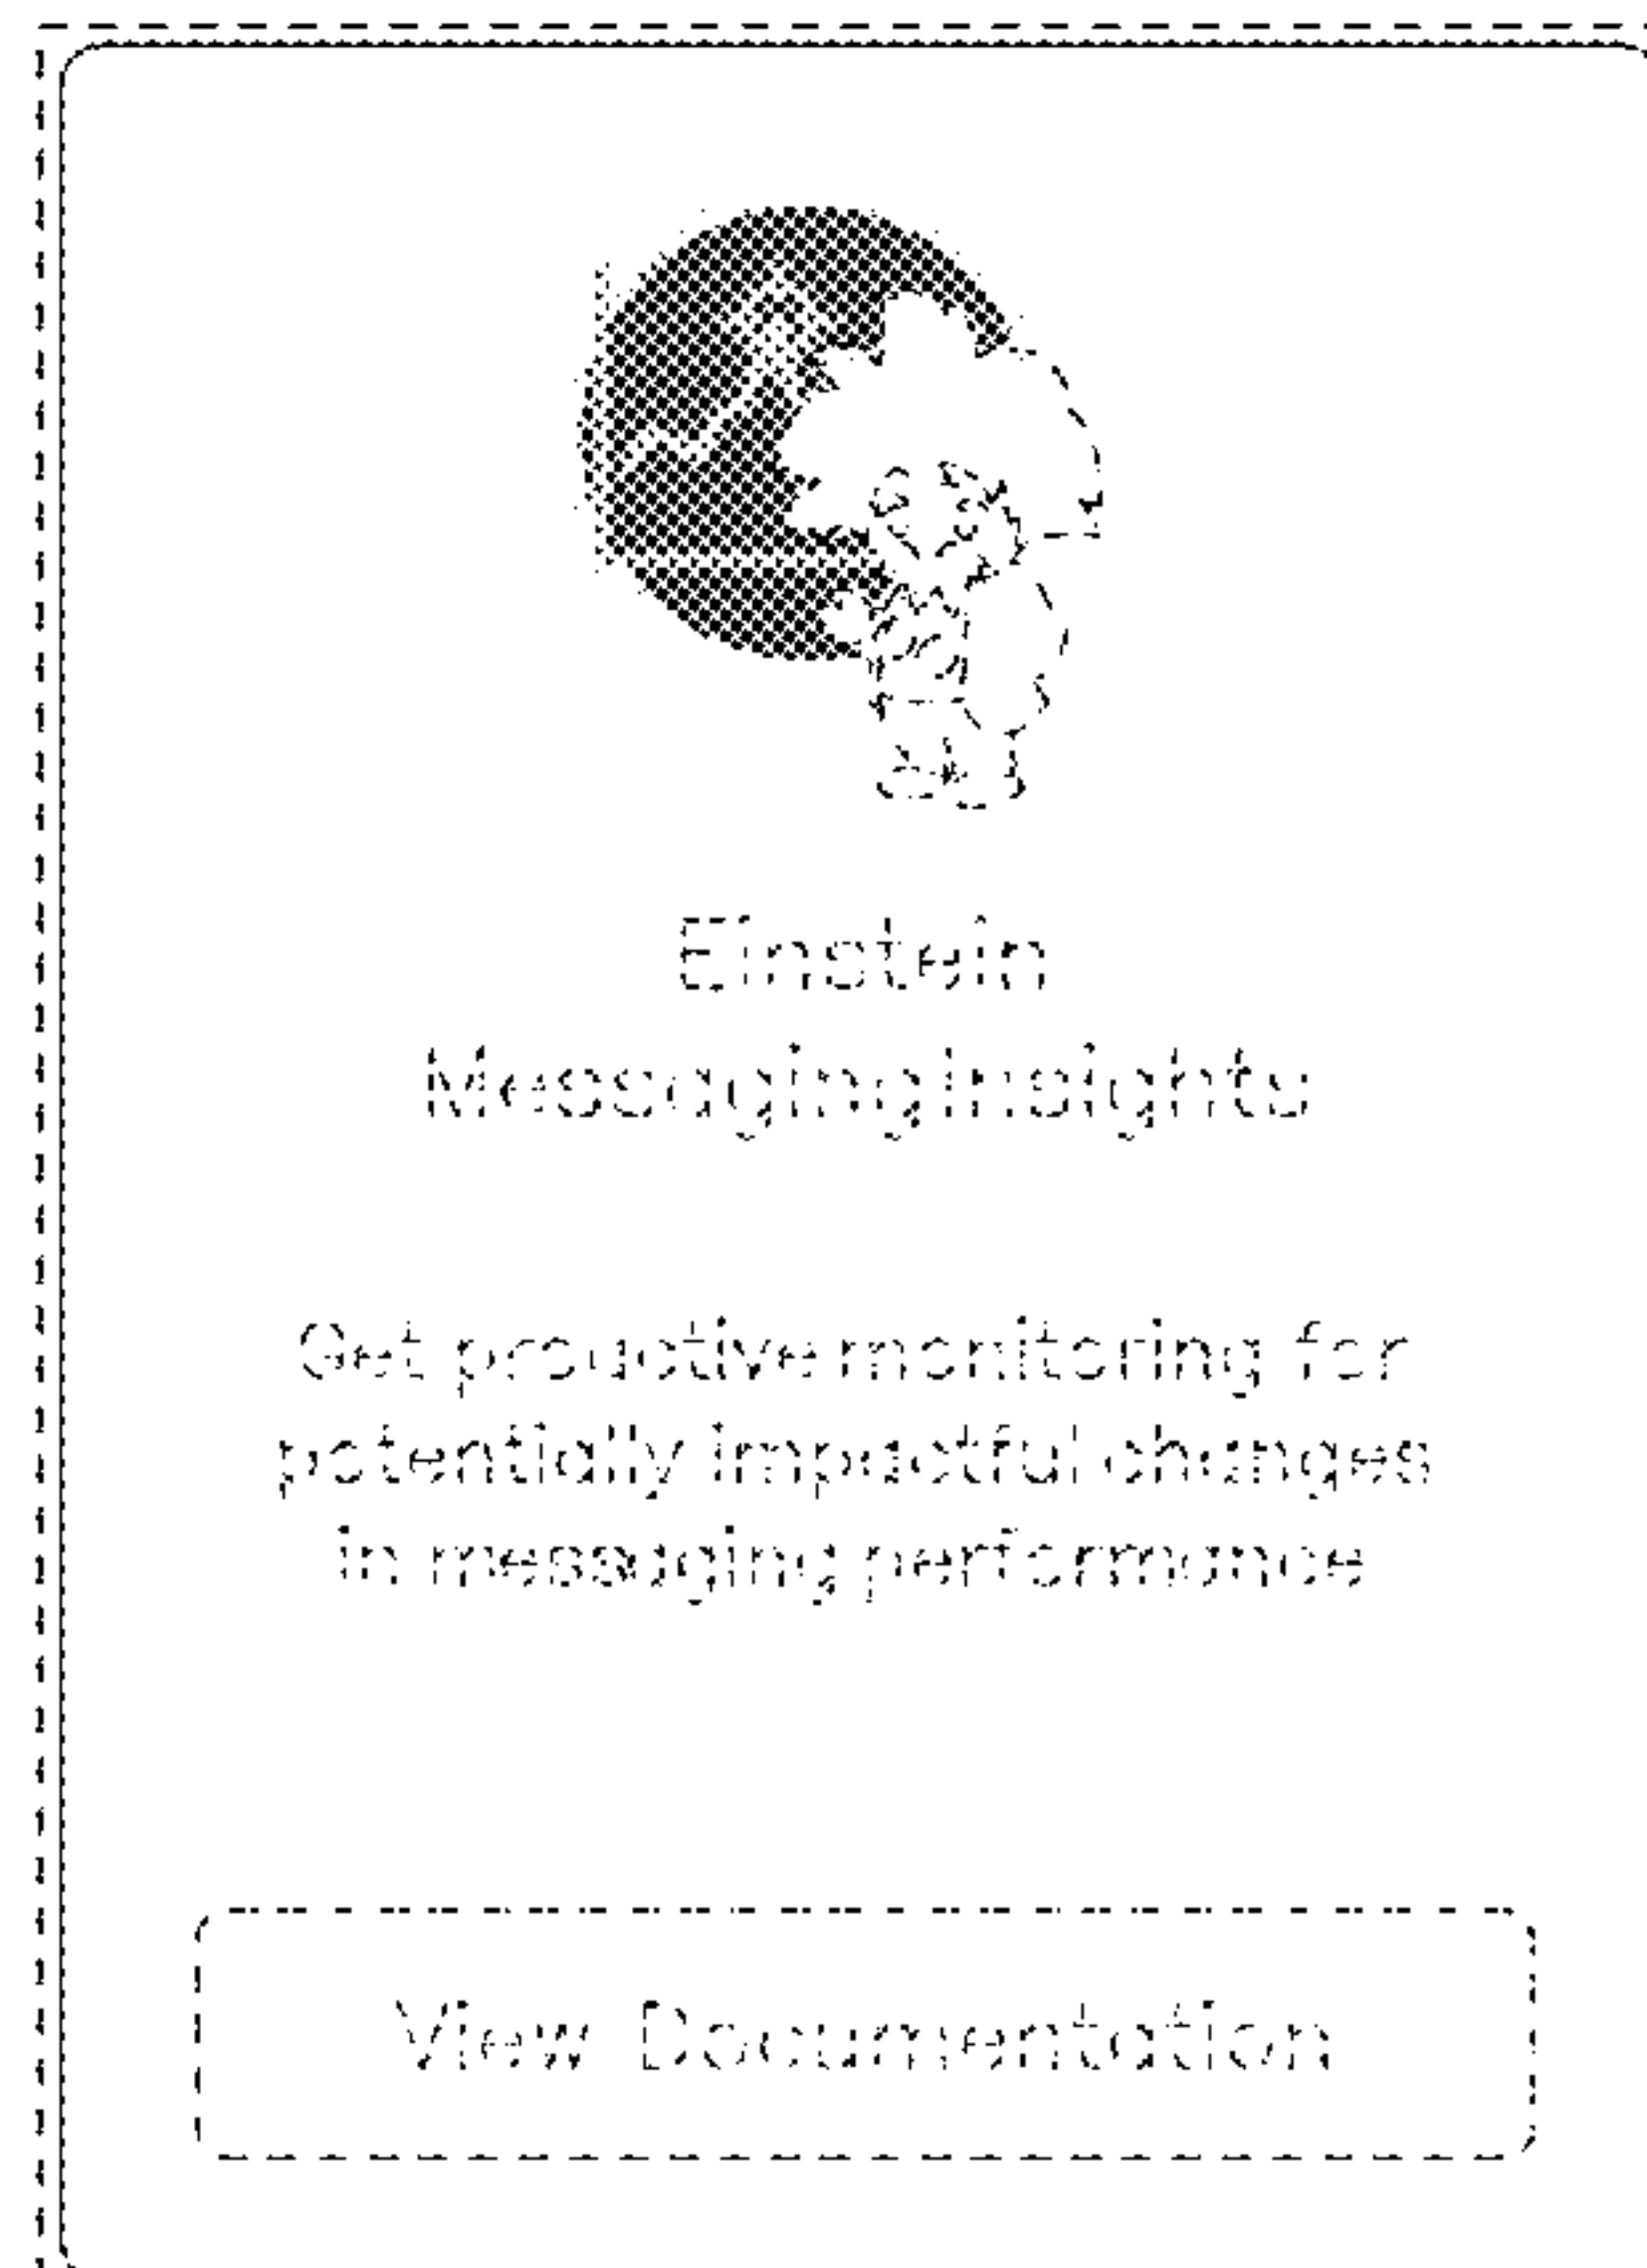 Einstein
Messaging Insights
Get proactive monitoring for
potentially impactful changes
in messaging performance
View Documentation